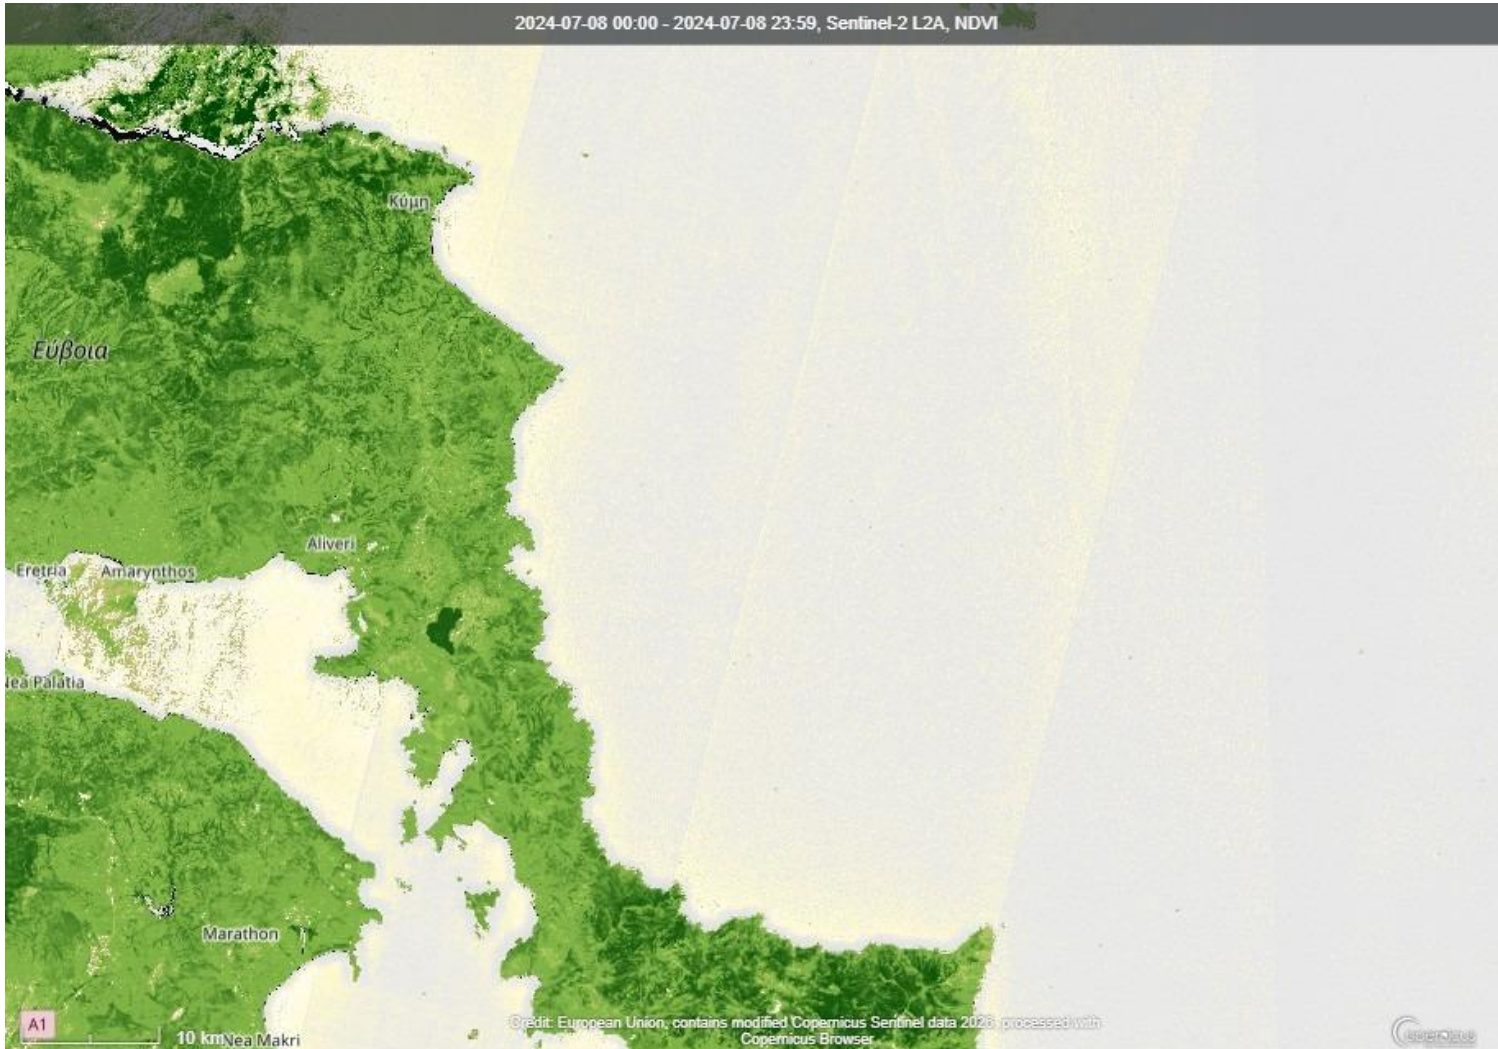 2024-07-08 00:00 - 2024-07-08 23:59, Sentinel-2 L2A, NDVI
Κύμη
Εύβοια
Aliveri
Eretria
Amarynthos
Nea Palatia
Marathon
A1
10 km
Nea Makri
Credit: European Union, contains modified Copernicus Sentinel data 2026, processed with
Copernicus Browser
opernicus